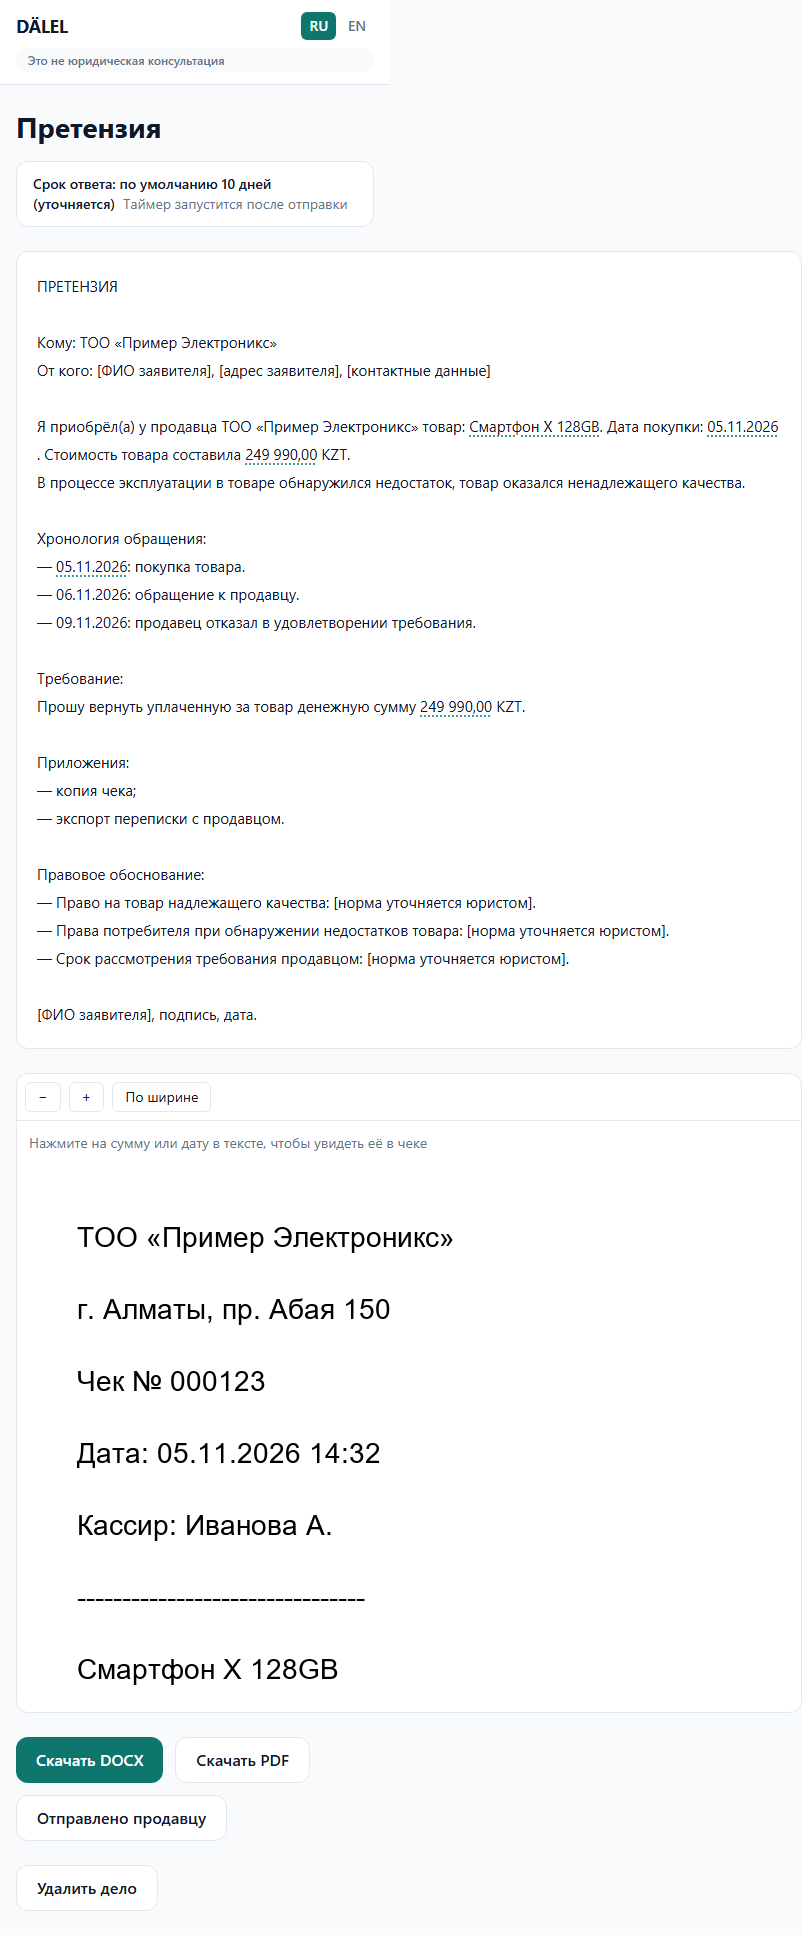 DÄLEL
RU EN
Это не юридическая консультация
Претензия
Срок ответа: по умолчанию 10 дней
(уточняется) Таймер запустится после отправки
ПРЕТЕНЗИЯ
Кому: ТОО «Пример Электроникс»
От кого: [ФИО заявителя], [адрес заявителя], [контактные данные]
Я приобрёл(а) у продавца ТОО «Пример Электроникс» товар: Смартфон X 128GB. Дата покупки: 05.11.2026
. Стоимость товара составила 249 990,00 KZT.
В процессе эксплуатации в товаре обнаружился недостаток, товар оказался ненадлежащего качества.
Хронология обращения:
— 05.11.2026: покупка товара.
— 06.11.2026: обращение к продавцу.
— 09.11.2026: продавец отказал в удовлетворении требования.
Требование:
Прошу вернуть уплаченную за товар денежную сумму 249 990,00 KZT.
Приложения:
— копия чека;
— экспорт переписки с продавцом.
Правовое обоснование:
— Право на товар надлежащего качества: [норма уточняется юристом].
— Права потребителя при обнаружении недостатков товара: [норма уточняется юристом].
— Срок рассмотрения требования продавцом: [норма уточняется юристом].
[ФИО заявителя], подпись, дата.
− + По ширине
Нажмите на сумму или дату в тексте, чтобы увидеть её в чеке
ТОО «Пример Электроникс»
г. Алматы, пр. Абая 150
Чек № 000123
Дата: 05.11.2026 14:32
Кассир: Иванова А.
--------------------------------
Смартфон X 128GB
Скачать DOCX Скачать PDF
Отправлено продавцу
Удалить дело